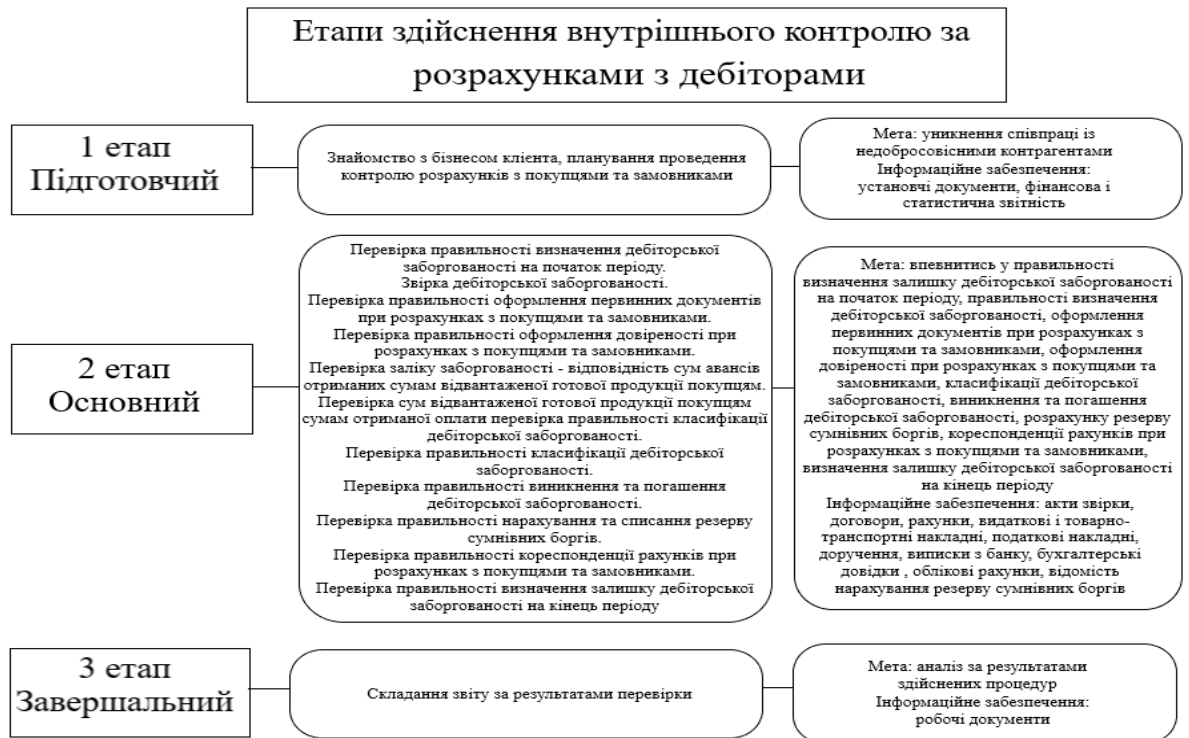 Етапи здійснення внутрішнього контролю за
розрахунками з дебіторами
1 етап
Підготовчий
Знайомство з бізнесом клієнта, планування проведення
контролю розрахунків з покупцями та замовниками
Мета: уникнення співпраці із
недобросовісними контрагентами
Інформаційне забезпечення:
установчі документи, фінансова і
статистична звітність
2 етап
Основний
Перевірка правильності визначення дебіторської
заборгованості на початок періоду.
Звірка дебіторської заборгованості.
Перевірка правильності оформлення первинних документів
при розрахунках з покупцями та замовниками.
Перевірка правильності оформлення довіреності при
розрахунках з покупцями та замовниками.
Перевірка заліку заборгованості - відповідність сум авансів
отриманих сумам відвантаженої готової продукції покупцям.
Перевірка сум відвантаженої готової продукції покупцям
сумам отриманої оплати перевірка правильності класифікації
дебіторської заборгованості.
Перевірка правильності класифікації дебіторської
заборгованості.
Перевірка правильності виникнення та погашення
дебіторської заборгованості.
Перевірка правильності нарахування та списання резерву
сумнівних боргів.
Перевірка правильності кореспонденції рахунків при
розрахунках з покупцями та замовниками.
Перевірка правильності визначення залишку дебіторської
заборгованості на кінець періоду
Мета: впевнитись у правильності
визначення залишку дебіторської заборгованості
на початок періоду, правильності визначення
дебіторської заборгованості, оформлення
первинних документів при розрахунках з
покупцями та замовниками, оформлення
довіреності при розрахунках з покупцями та
замовниками, класифікації дебіторської
заборгованості, виникнення та погашення
дебіторської заборгованості, розрахунку резерву
сумнівних боргів, кореспонденції рахунків при
розрахунках з покупцями та замовниками,
визначення залишку дебіторської заборгованості
на кінець періоду
Інформаційне забезпечення: акти звірки,
договори, рахунки, видаткові і товарно-
транспортні накладні, податкові накладні,
доручення, виписки з банку, бухгалтерські
довідки , облікові рахунки, відомість
нарахування резерву сумнівних боргів
3 етап
Завершальний
Складання звіту за результатами перевірки
Мета: аналіз за результатами
здійснених процедур
Інформаційне забезпечення:
робочі документи